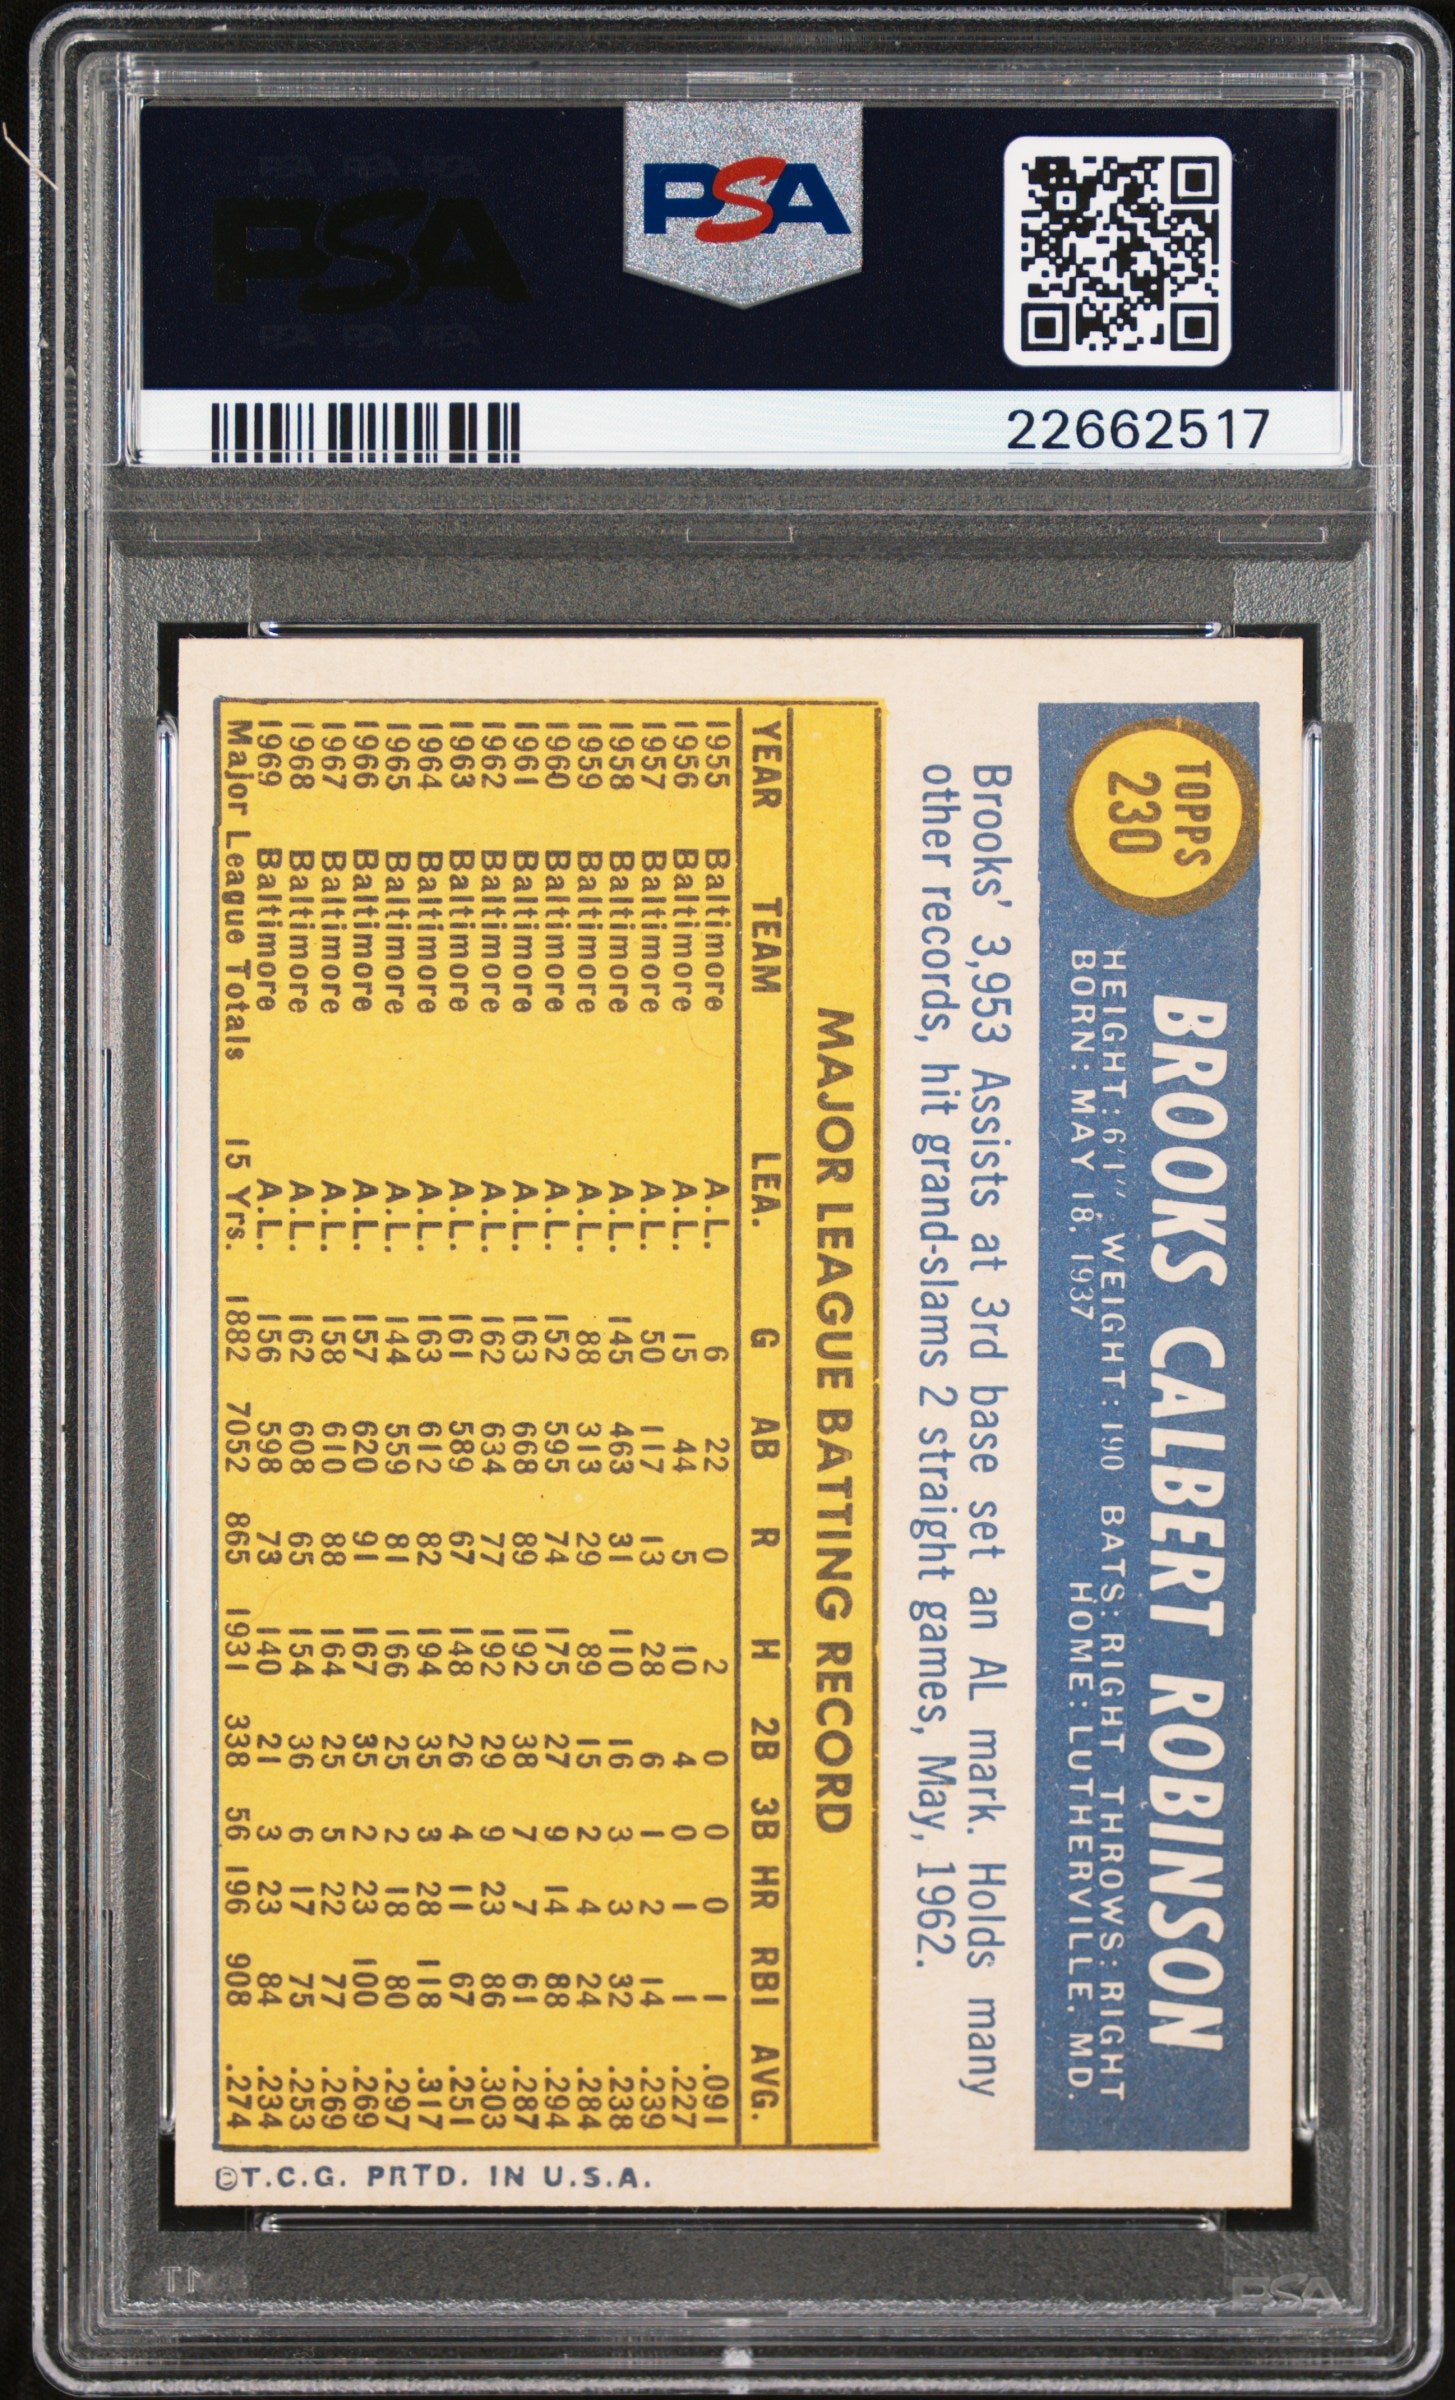 PSA
22662517
TOPPS
230
BROOKS CALBERT ROBINSON
HEIGHT: 6'1" WEIGHT: 190 BATS: RIGHT THROWS: RIGHT
BORN: MAY 18, 1937 HOME: LUTHERVILLE, MD.
Brooks' 3,953 Assists at 3rd base set an AL mark. Holds many
other records, hit grand-slams 2 straight games, May, 1962.
MAJOR LEAGUE BATTING RECORD
YEAR TEAM LEA. G AB R H 2B 3B HR RBI AVG.
1955 Baltimore A.L. 6 22 0 2 0 0 0 1 .091
1956 Baltimore A.L. 15 44 5 10 4 0 1 1 .227
1957 Baltimore A.L. 50 117 13 28 6 1 2 14 .239
1958 Baltimore A.L. 145 463 31 110 16 3 3 32 .238
1959 Baltimore A.L. 88 313 29 89 15 2 4 24 .284
1960 Baltimore A.L. 152 595 74 175 27 9 14 88 .294
1961 Baltimore A.L. 163 668 89 192 38 7 7 61 .287
1962 Baltimore A.L. 162 634 77 192 29 9 23 86 .303
1963 Baltimore A.L. 161 589 67 148 26 4 11 67 .251
1964 Baltimore A.L. 163 612 82 194 35 3 28 118 .317
1965 Baltimore A.L. 144 559 81 166 25 2 18 80 .297
1966 Baltimore A.L. 157 620 91 167 35 2 23 100 .269
1967 Baltimore A.L. 158 610 88 164 25 5 22 77 .269
1968 Baltimore A.L. 162 608 65 154 36 6 17 75 .253
1969 Baltimore A.L. 156 598 73 140 21 3 23 84 .234
Major League Totals 15 Yrs. 1882 7052 865 1931 338 56 196 908 .274
©T.C.G. PRTD. IN U.S.A.
PSA